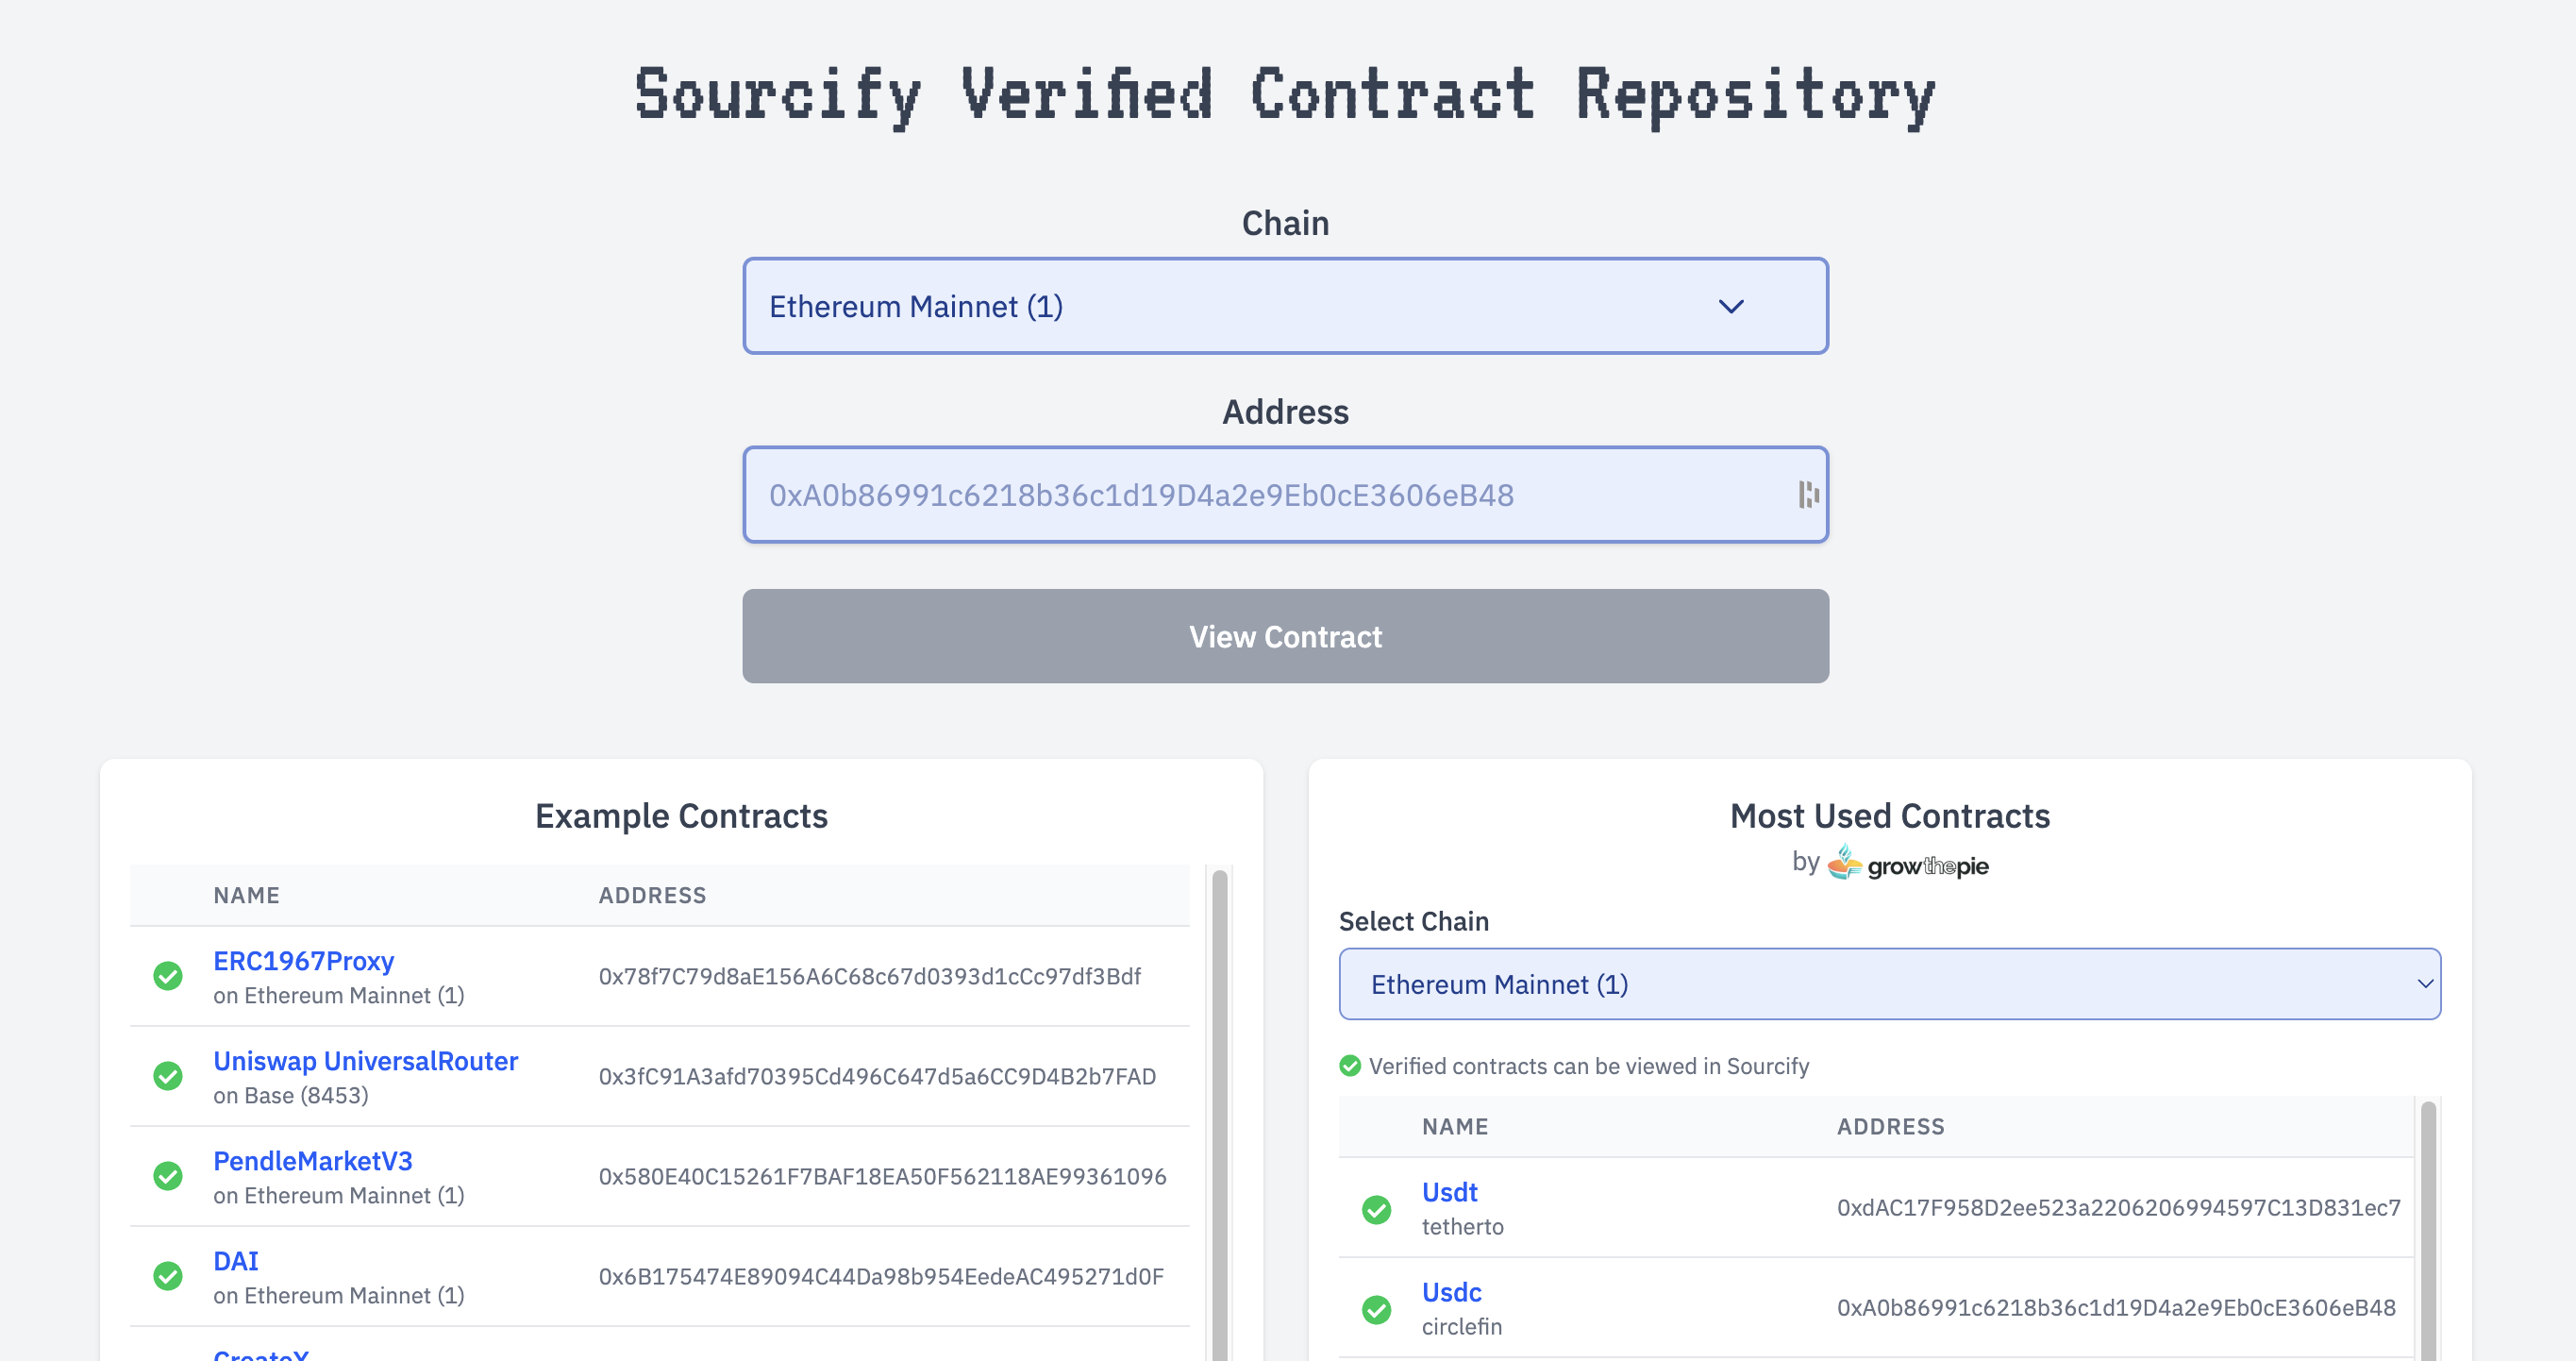 Sourcify Verified Contract Repository
Chain
Ethereum Mainnet (1)
Address
0xA0b86991c6218b36c1d19D4a2e9Eb0cE3606eB48
View Contract
Example Contracts
NAME ADDRESS
ERC1967Proxy
on Ethereum Mainnet (1)
0x78f7C79d8aE156A6C68c67d0393d1cCc97df3Bdf
Uniswap UniversalRouter
on Base (8453)
0x3fC91A3afd70395Cd496C647d5a6CC9D4B2b7FAD
PendleMarketV3
on Ethereum Mainnet (1)
0x580E40C15261F7BAF18EA50F562118AE99361096
DAI
on Ethereum Mainnet (1)
0x6B175474E89094C44Da98b954EedeAC495271d0F
CreateX
Most Used Contracts
by growthepie
Select Chain
Ethereum Mainnet (1)
Verified contracts can be viewed in Sourcify
NAME ADDRESS
Usdt
tetherto
0xdAC17F958D2ee523a2206206994597C13D831ec7
Usdc
circlefin
0xA0b86991c6218b36c1d19D4a2e9Eb0cE3606eB48